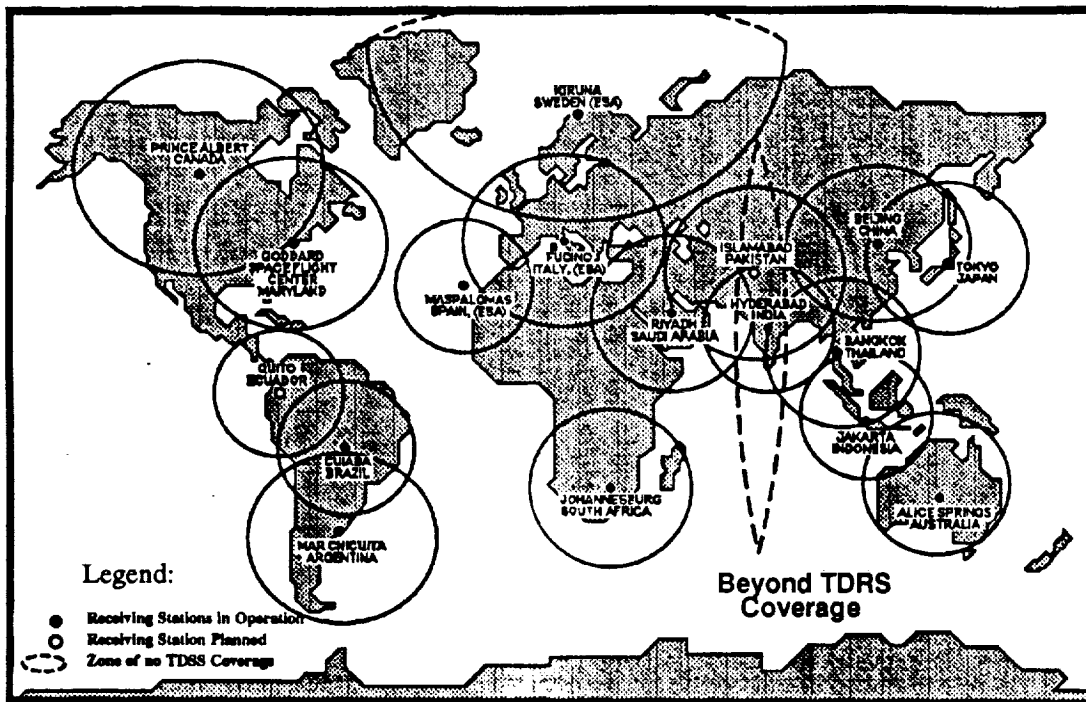 KIRUNA
SWEDEN (ESA)
PRINCE ALBERT
CANADA
GODDARD
SPACE FLIGHT
CENTER
MARYLAND
MASPALOMAS
SPAIN, (ESA)
FUCINO
ITALY, (ESA)
ISLAMABAD
PAKISTAN
BEIJING
CHINA
TOKYO
JAPAN
HYDERABAD
INDIA
RIYADH
SAUDI ARABIA
BANGKOK
THAILAND
QUITO
ECUADOR
CUIABA
BRAZIL
JAKARTA
INDONESIA
JOHANNESBURG
SOUTH AFRICA
ALICE SPRINGS
AUSTRALIA
MAR CHIQUITA
ARGENTINA
Beyond TDRS
Coverage
Legend:
Receiving Stations in Operation
Receiving Station Planned
Zone of no TDSS Coverage